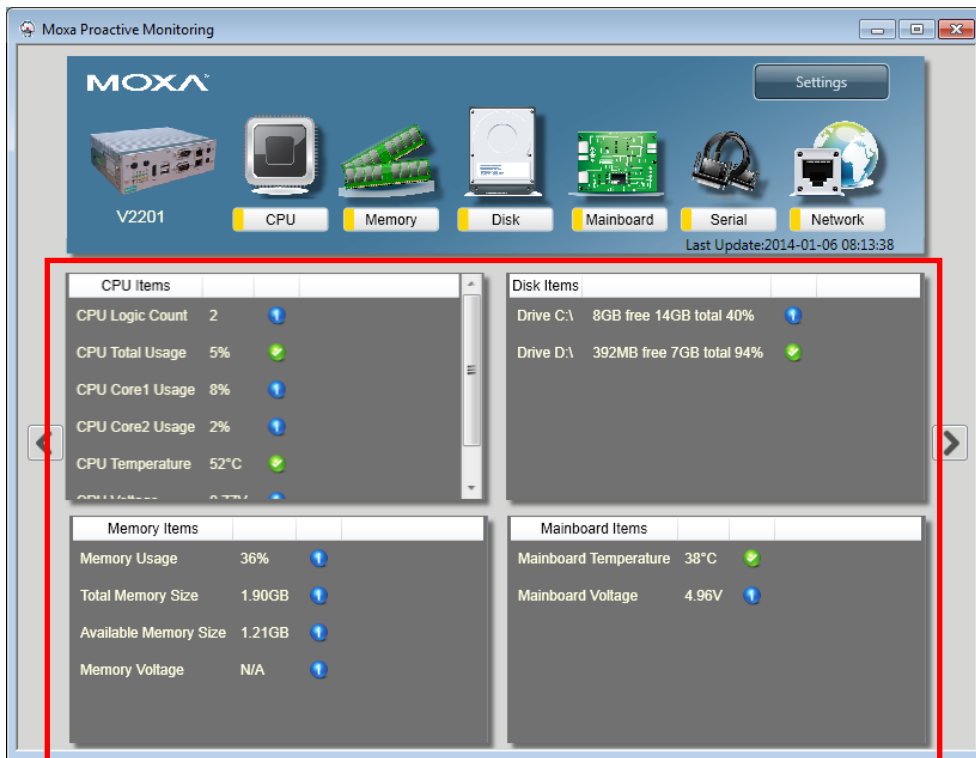 Moxa Proactive Monitoring
MOXA
Settings
V2201
CPU
Memory
Disk
Mainboard
Serial
Network
Last Update:2014-01-06 08:13:38
CPU Items
CPU Logic Count 2
CPU Total Usage 5%
CPU Core1 Usage 8%
CPU Core2 Usage 2%
CPU Temperature 52°C
CPU Voltage 0.77V
Disk Items
Drive C:\ 8GB free 14GB total 40%
Drive D:\ 392MB free 7GB total 94%
Memory Items
Memory Usage 36%
Total Memory Size 1.90GB
Available Memory Size 1.21GB
Memory Voltage N/A
Mainboard Items
Mainboard Temperature 38°C
Mainboard Voltage 4.96V